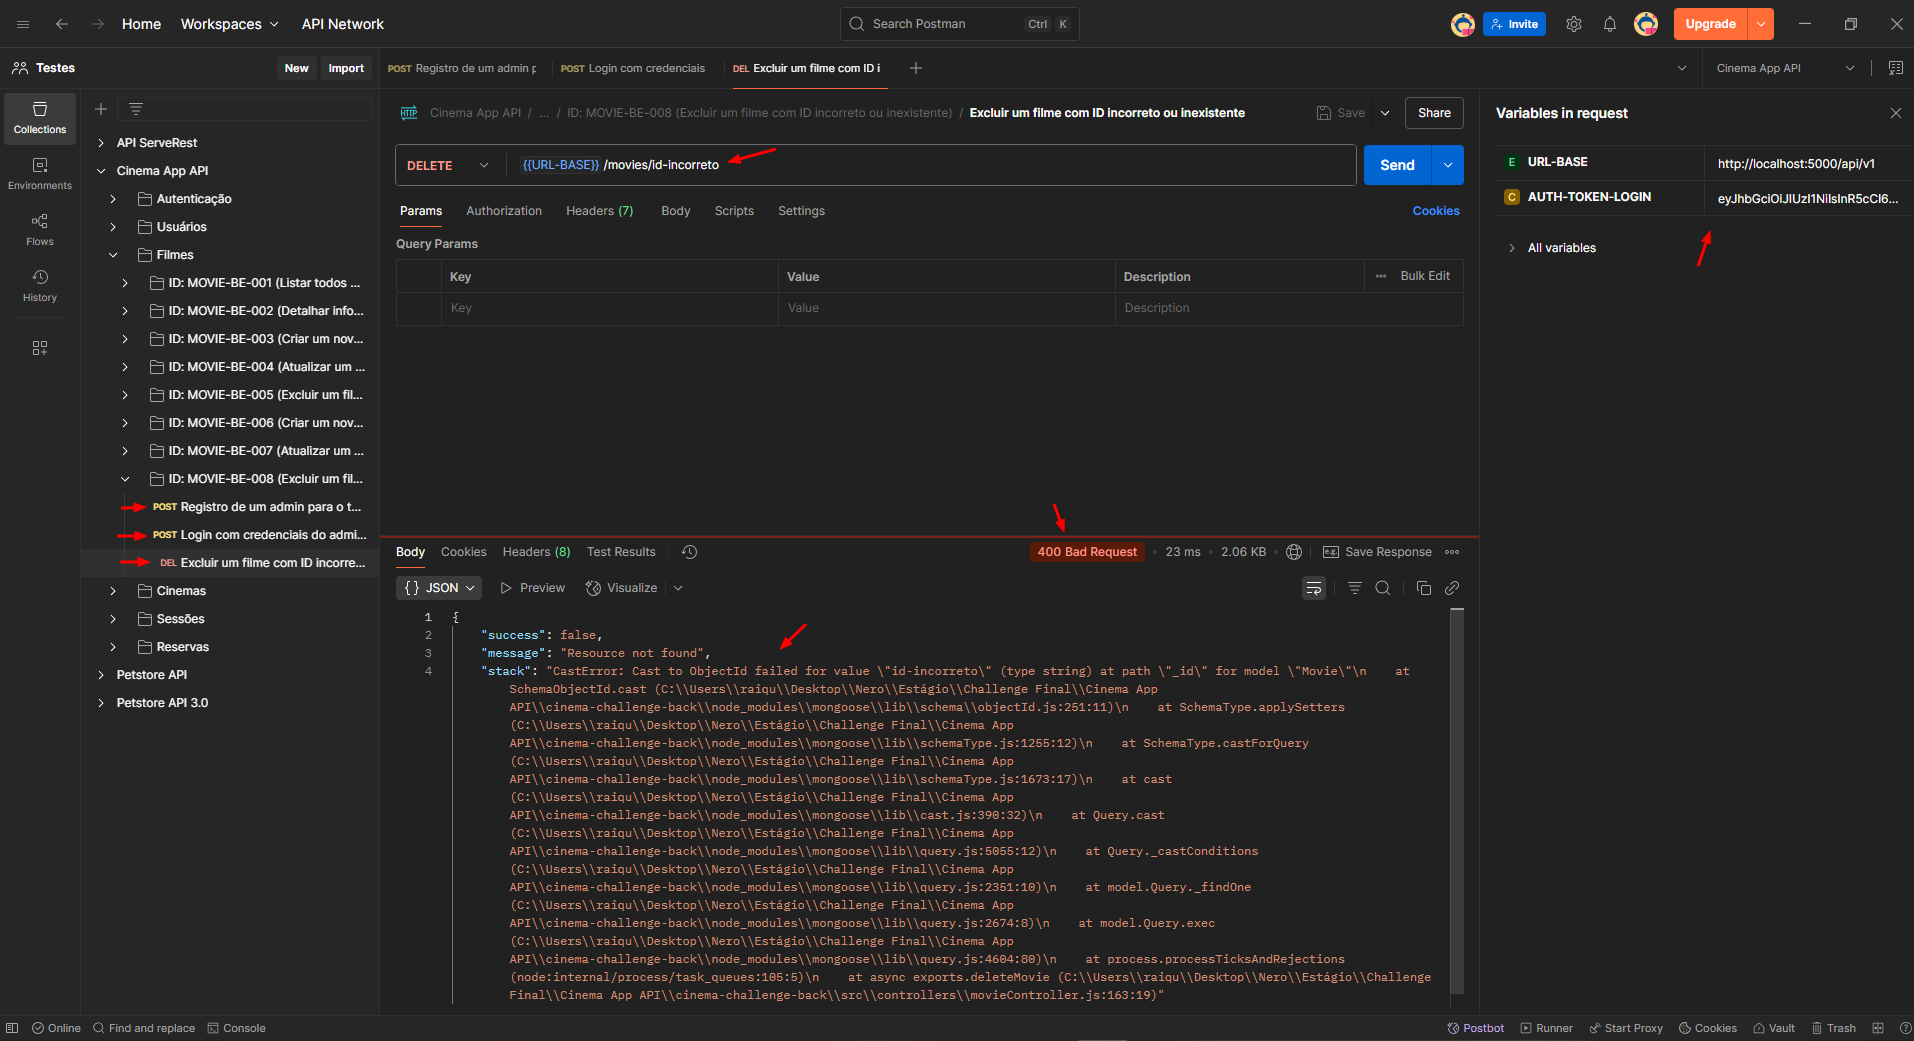 Home
Workspaces
API Network
Search Postman
Ctrl
K
Invite
Upgrade
Testes
New
Import
POST Registro de um admin p
POST Login com credenciais
DEL Excluir um filme com ID i
Cinema App API
Collections
Environments
Flows
History
API ServeRest
Cinema App API
Autenticação
Usuários
Filmes
ID: MOVIE-BE-001 (Listar todos ...
ID: MOVIE-BE-002 (Detalhar info...
ID: MOVIE-BE-003 (Criar um nov...
ID: MOVIE-BE-004 (Atualizar um ...
ID: MOVIE-BE-005 (Excluir um fil...
ID: MOVIE-BE-006 (Criar um nov...
ID: MOVIE-BE-007 (Atualizar um ...
ID: MOVIE-BE-008 (Excluir um fil...
POST Registro de um admin para o t...
POST Login com credenciais do admi...
DEL Excluir um filme com ID incorre...
Cinemas
Sessões
Reservas
Petstore API
Petstore API 3.0
HTTP
Cinema App API / ... / ID: MOVIE-BE-008 (Excluir um filme com ID incorreto ou inexistente) / Excluir um filme com ID incorreto ou inexistente
Save
Share
DELETE
{{URL-BASE}} /movies/id-incorreto
Send
Params
Authorization
Headers (7)
Body
Scripts
Settings
Cookies
Query Params
Key
Value
Description
Bulk Edit
Key
Value
Description
Variables in request
E URL-BASE
http://localhost:5000/api/v1
C AUTH-TOKEN-LOGIN
eyJhbGciOiJIUzI1NiIsInR5cCI6...
All variables
Body
Cookies
Headers (8)
Test Results
400 Bad Request
23 ms
2.06 KB
e.g.
Save Response
{} JSON
Preview
Visualize
1 {
2 "success": false,
3 "message": "Resource not found",
4 "stack": "CastError: Cast to ObjectId failed for value \"id-incorreto\" (type string) at path \"_id\" for model \"Movie\"\n    at
SchemaObjectId.cast (C:\\Users\\raiqu\\Desktop\\Nero\\Estágio\\Challenge Final\\Cinema App
API\\cinema-challenge-back\\node_modules\\mongoose\\lib\\schema\\objectId.js:251:11)\n    at SchemaType.applySetters
(C:\\Users\\raiqu\\Desktop\\Nero\\Estágio\\Challenge Final\\Cinema App
API\\cinema-challenge-back\\node_modules\\mongoose\\lib\\schemaType.js:1255:12)\n    at SchemaType.castForQuery
(C:\\Users\\raiqu\\Desktop\\Nero\\Estágio\\Challenge Final\\Cinema App
API\\cinema-challenge-back\\node_modules\\mongoose\\lib\\schemaType.js:1673:17)\n    at cast
(C:\\Users\\raiqu\\Desktop\\Nero\\Estágio\\Challenge Final\\Cinema App
API\\cinema-challenge-back\\node_modules\\mongoose\\lib\\cast.js:390:32)\n    at Query.cast
(C:\\Users\\raiqu\\Desktop\\Nero\\Estágio\\Challenge Final\\Cinema App
API\\cinema-challenge-back\\node_modules\\mongoose\\lib\\query.js:5055:12)\n    at Query._castConditions
(C:\\Users\\raiqu\\Desktop\\Nero\\Estágio\\Challenge Final\\Cinema App
API\\cinema-challenge-back\\node_modules\\mongoose\\lib\\query.js:2351:10)\n    at model.Query._findOne
(C:\\Users\\raiqu\\Desktop\\Nero\\Estágio\\Challenge Final\\Cinema App
API\\cinema-challenge-back\\node_modules\\mongoose\\lib\\query.js:2674:8)\n    at model.Query.exec
(C:\\Users\\raiqu\\Desktop\\Nero\\Estágio\\Challenge Final\\Cinema App
API\\cinema-challenge-back\\node_modules\\mongoose\\lib\\query.js:4604:80)\n    at process.processTicksAndRejections
(node:internal/process/task_queues:105:5)\n    at async exports.deleteMovie (C:\\Users\\raiqu\\Desktop\\Nero\\Estágio\\Challenge
Final\\Cinema App API\\cinema-challenge-back\\src\\controllers\\movieController.js:163:19)"
Online
Find and replace
Console
Postbot
Runner
Start Proxy
Cookies
Vault
Trash